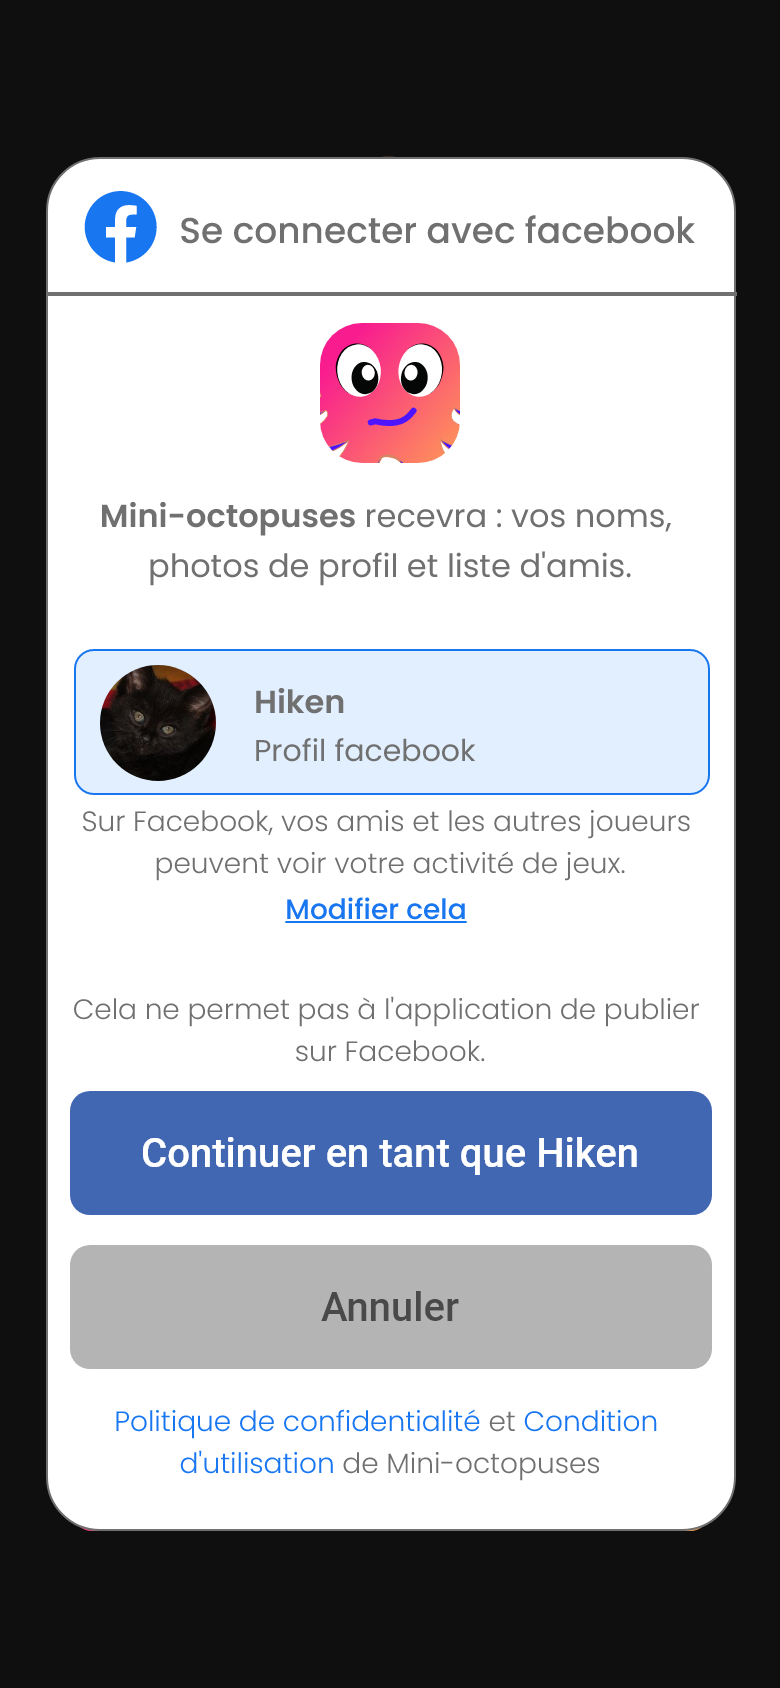 Se connecter avec facebook
Mini-octopuses recevra : vos noms,
photos de profil et liste d'amis.
Hiken
Profil facebook
Sur Facebook, vos amis et les autres joueurs
peuvent voir votre activité de jeux.
Modifier cela
Cela ne permet pas à l'application de publier
sur Facebook.
Continuer en tant que Hiken
Annuler
Politique de confidentialité et Condition
d'utilisation de Mini-octopuses